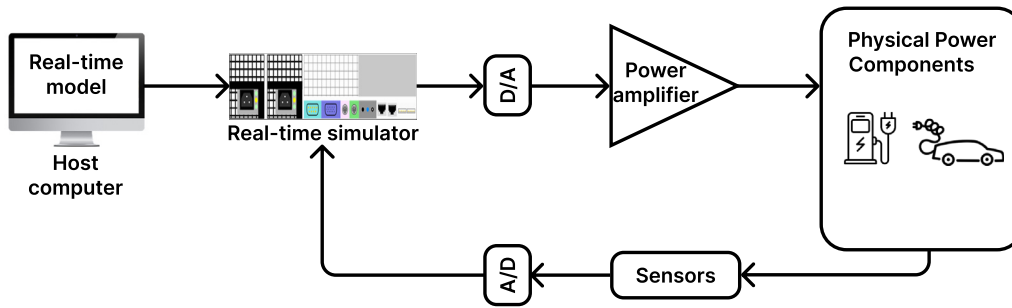 Real-time
model
Host
computer
Real-time simulator
D/A
Power
amplifier
Physical Power
Components
Sensors
A/D